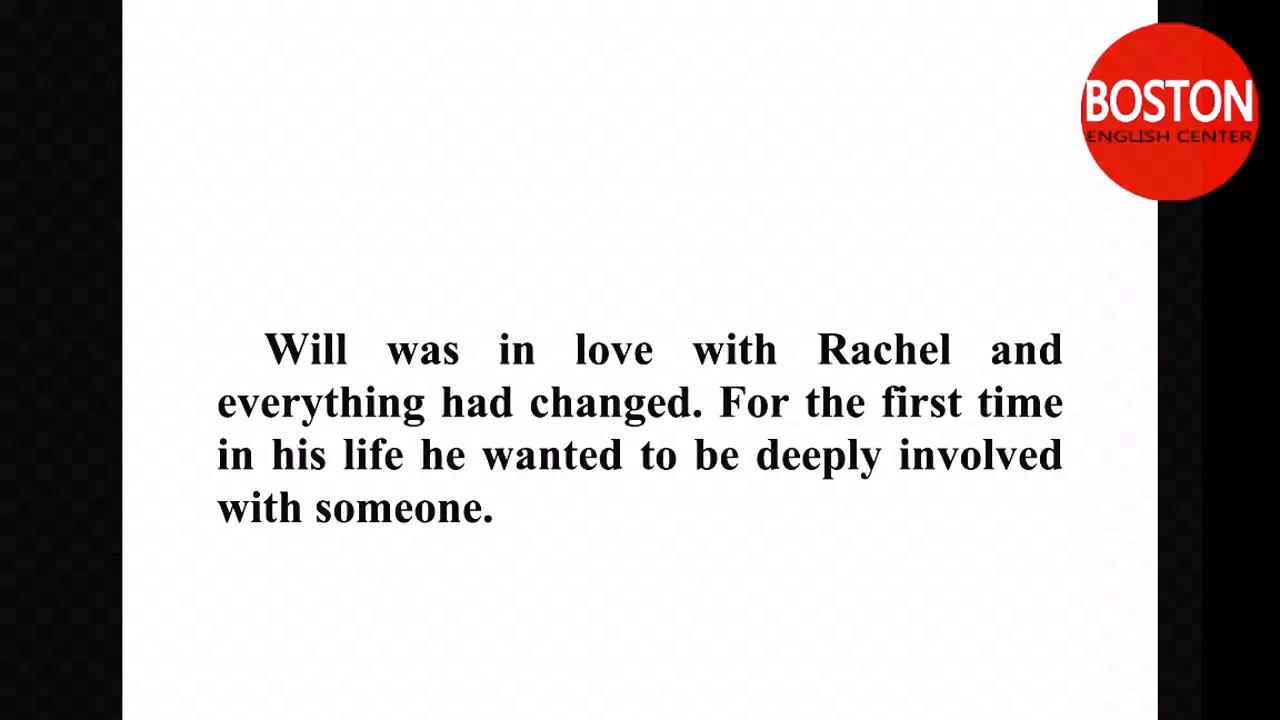 BOSTON
ENGLISH CENTER
Will was in love with Rachel and
everything had changed. For the first time
in his life he wanted to be deeply involved
with someone.